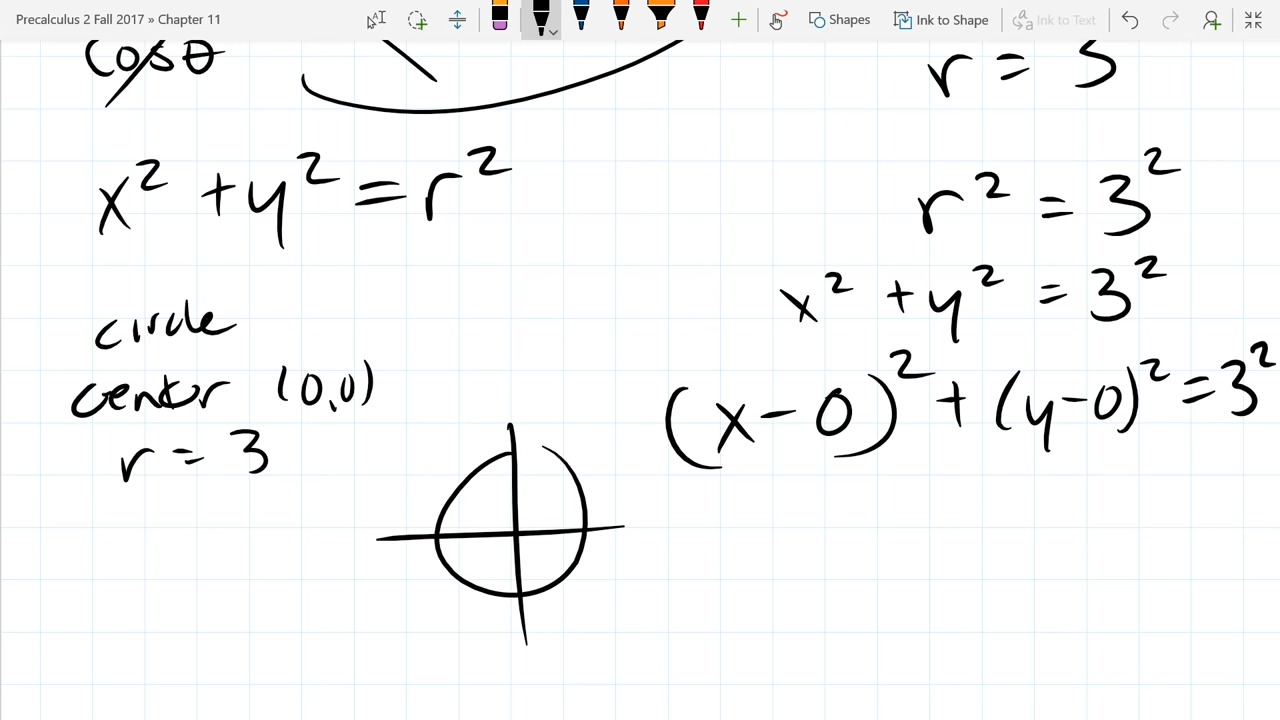 Precalculus 2 Fall 2017 » Chapter 11
Shapes
Ink to Shape
Ink to Text
cosθ
x² + y² = r²
circle
center (0,0)
r = 3
r = 3
r² = 3²
x² + y² = 3²
(x - 0)² + (y - 0)² = 3²